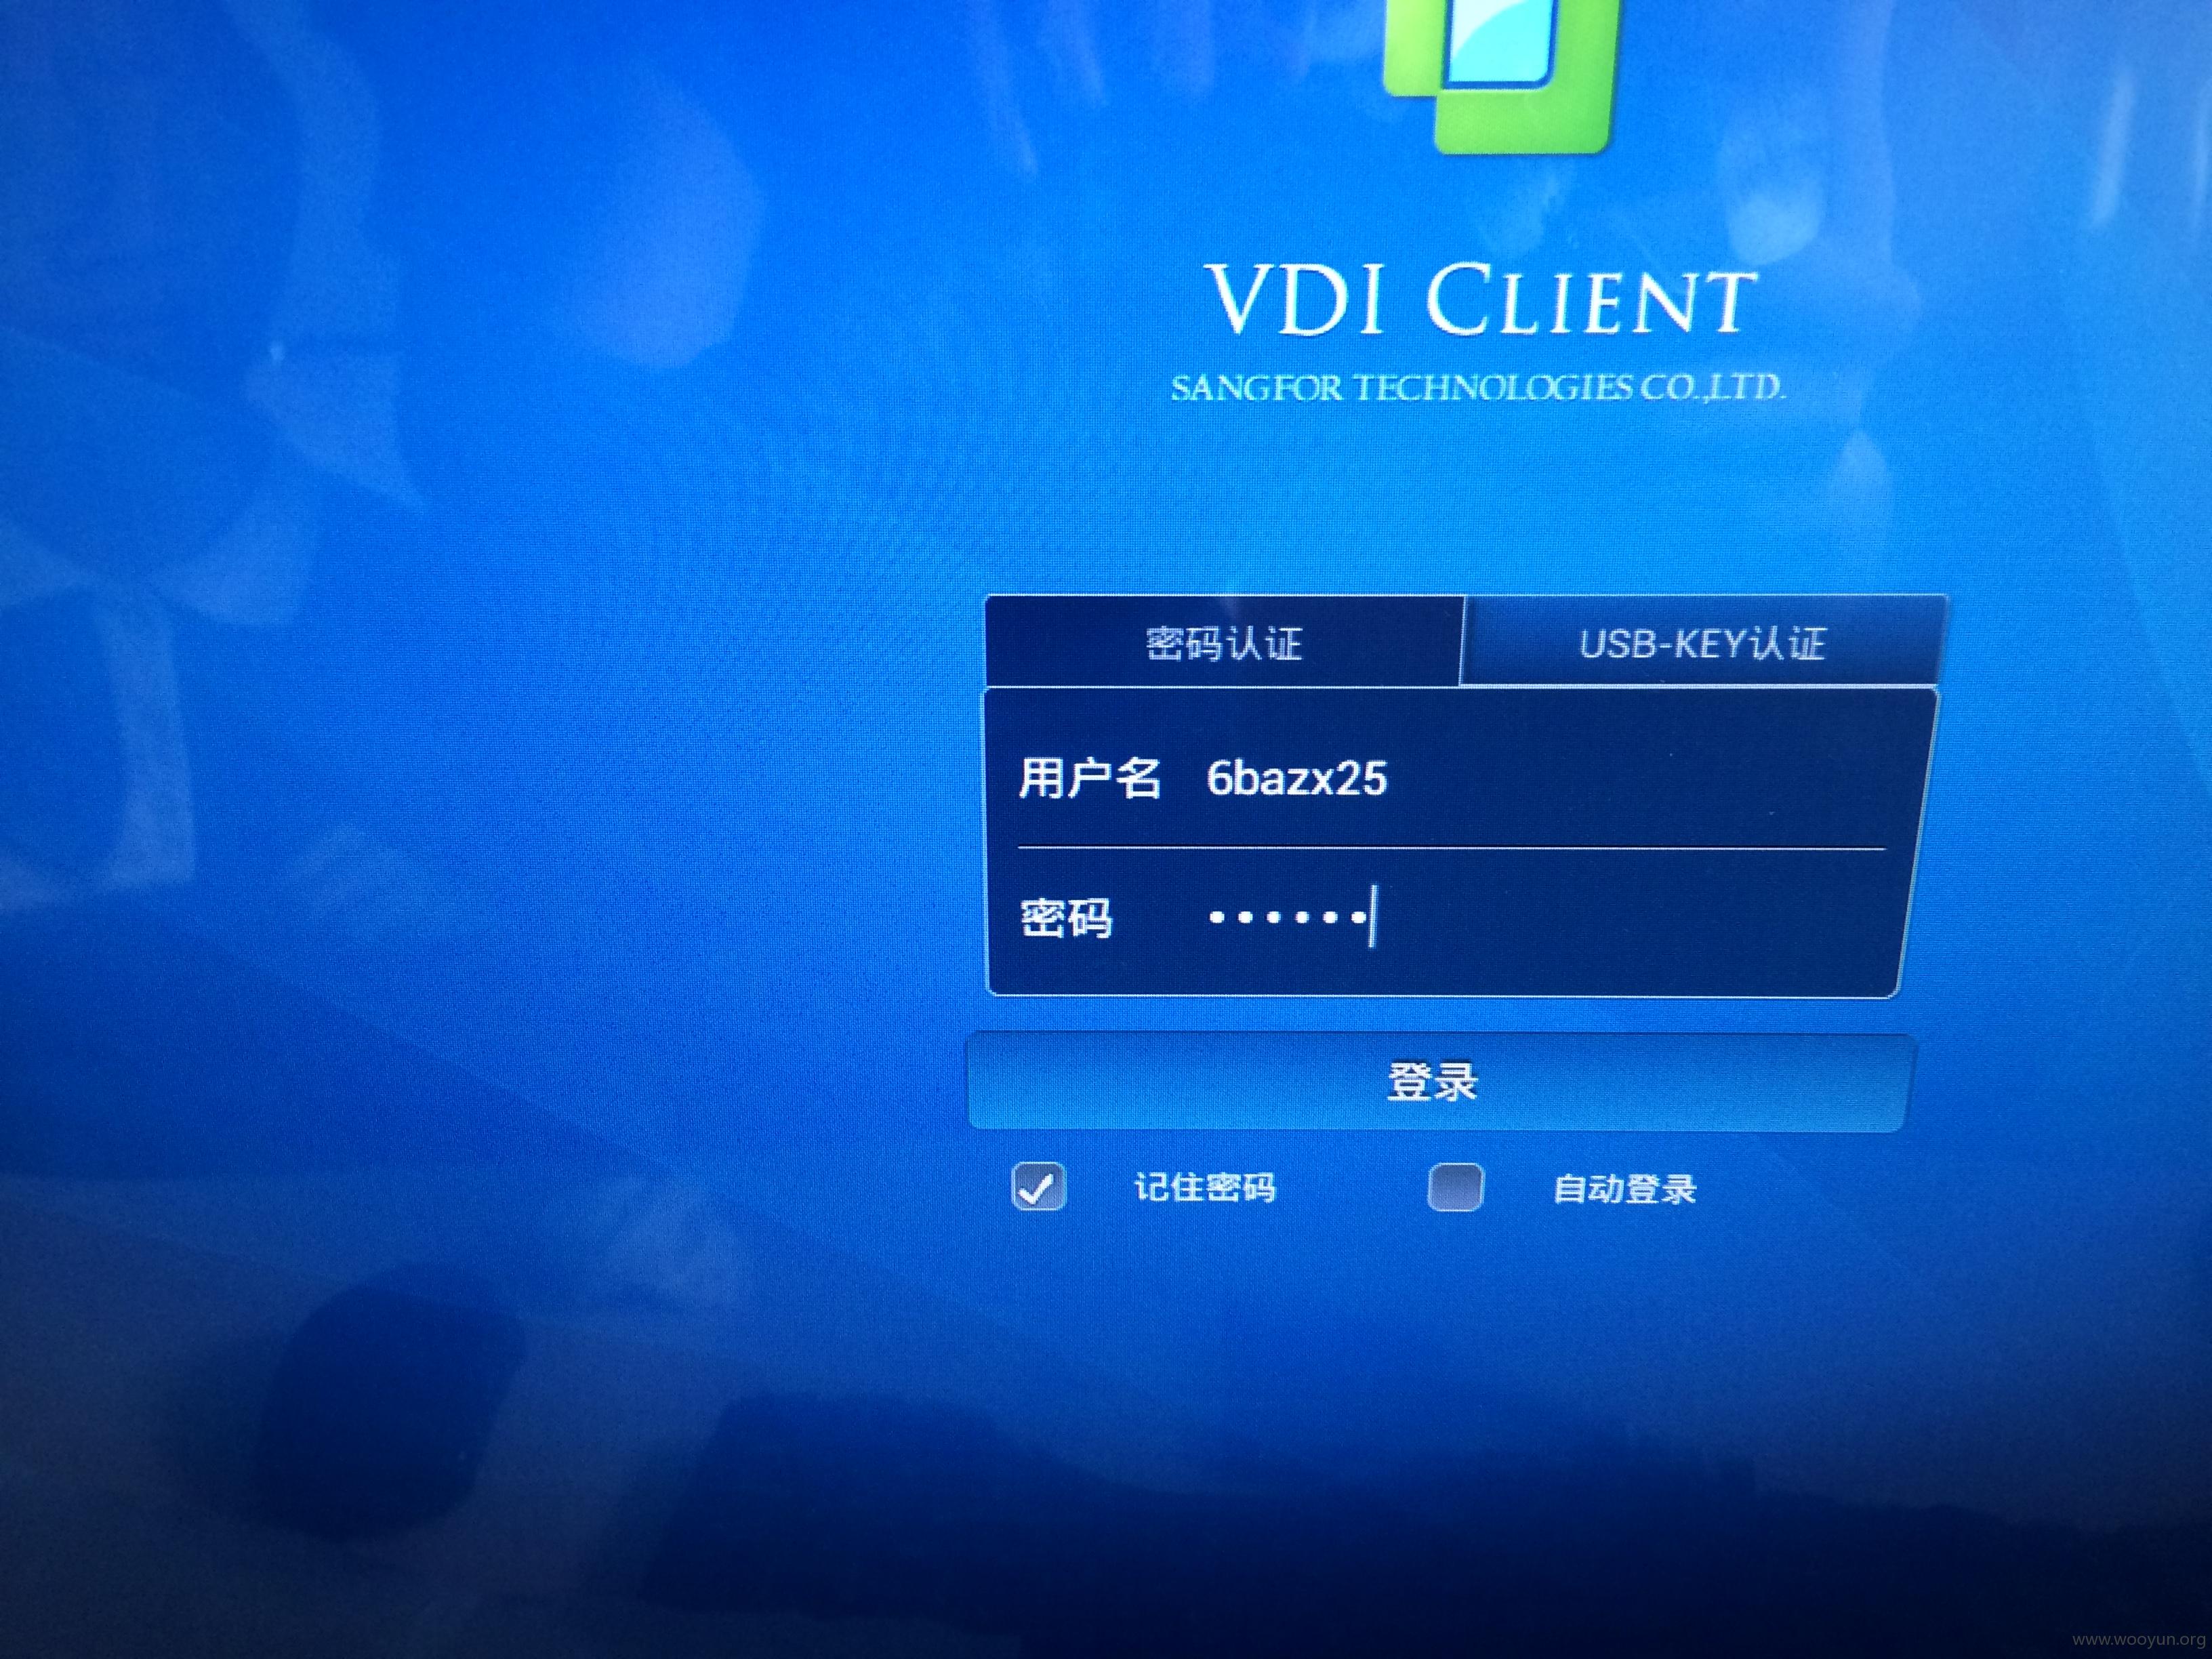 VDI CLIENT
SANGFOR TECHNOLOGIES CO.,LTD.
密码认证 USB-KEY认证
用户名 6bazx25
密码 ••••••
登录
记住密码 自动登录
www.wooyun.org